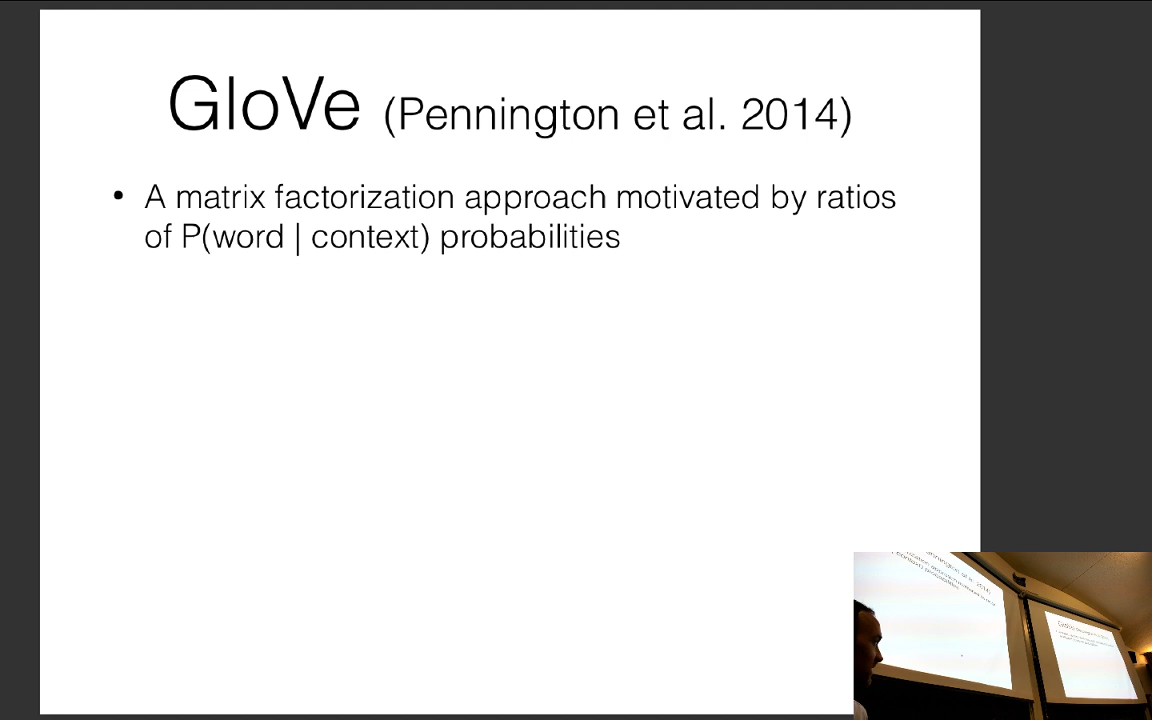 GloVe (Pennington et al. 2014)
• A matrix factorization approach motivated by ratios
of P(word | context) probabilities